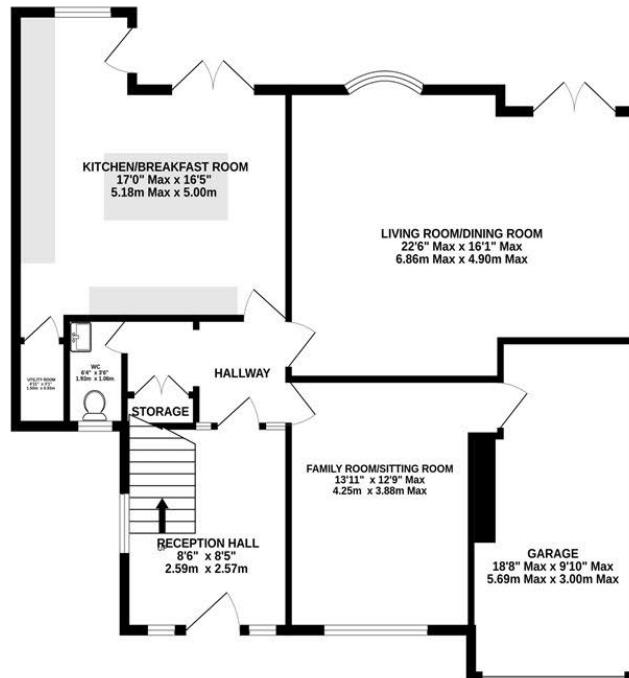 KITCHEN/BREAKFAST ROOM
17'0" Max x 16'5"
5.18m Max x 5.00m
LIVING ROOM/DINING ROOM
22'6" Max x 16'1" Max
6.86m Max x 4.90m Max
UTILITY ROOM
WC
6'4" x 3'6"
1.93m x 1.06m
HALLWAY
STORAGE
FAMILY ROOM/SITTING ROOM
13'11" x 12'9" Max
4.25m x 3.88m Max
RECEPTION HALL
8'6" x 8'5"
2.59m x 2.57m
GARAGE
18'8" Max x 9'10" Max
5.69m Max x 3.00m Max